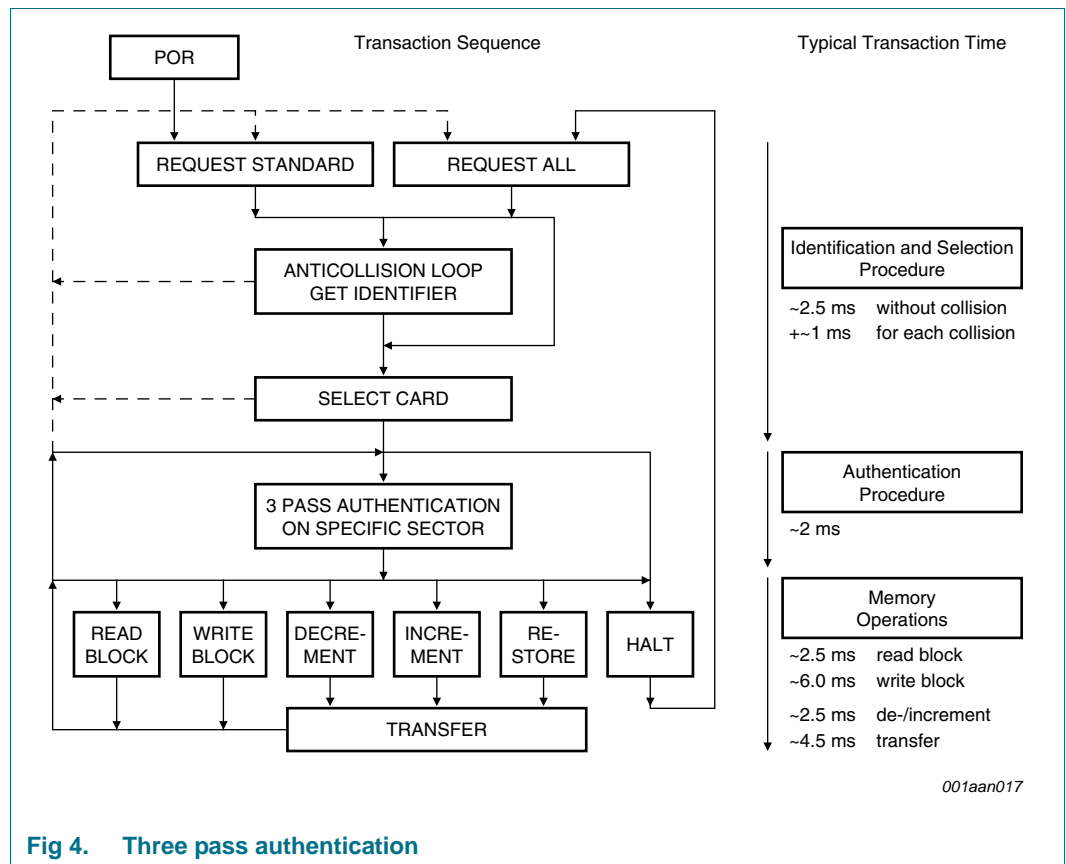 Transaction Sequence
Typical Transaction Time
POR
REQUEST STANDARD
REQUEST ALL
Identification and Selection
Procedure
ANTICOLLISION LOOP
GET IDENTIFIER
~2.5 ms without collision
+~1 ms for each collision
SELECT CARD
Authentication
Procedure
3 PASS AUTHENTICATION
ON SPECIFIC SECTOR
~2 ms
Memory
Operations
READ
BLOCK
WRITE
BLOCK
DECRE-
MENT
INCRE-
MENT
RE-
STORE
HALT
~2.5 ms read block
~6.0 ms write block
~2.5 ms de-/increment
~4.5 ms transfer
TRANSFER
001aan017
Fig 4. Three pass authentication